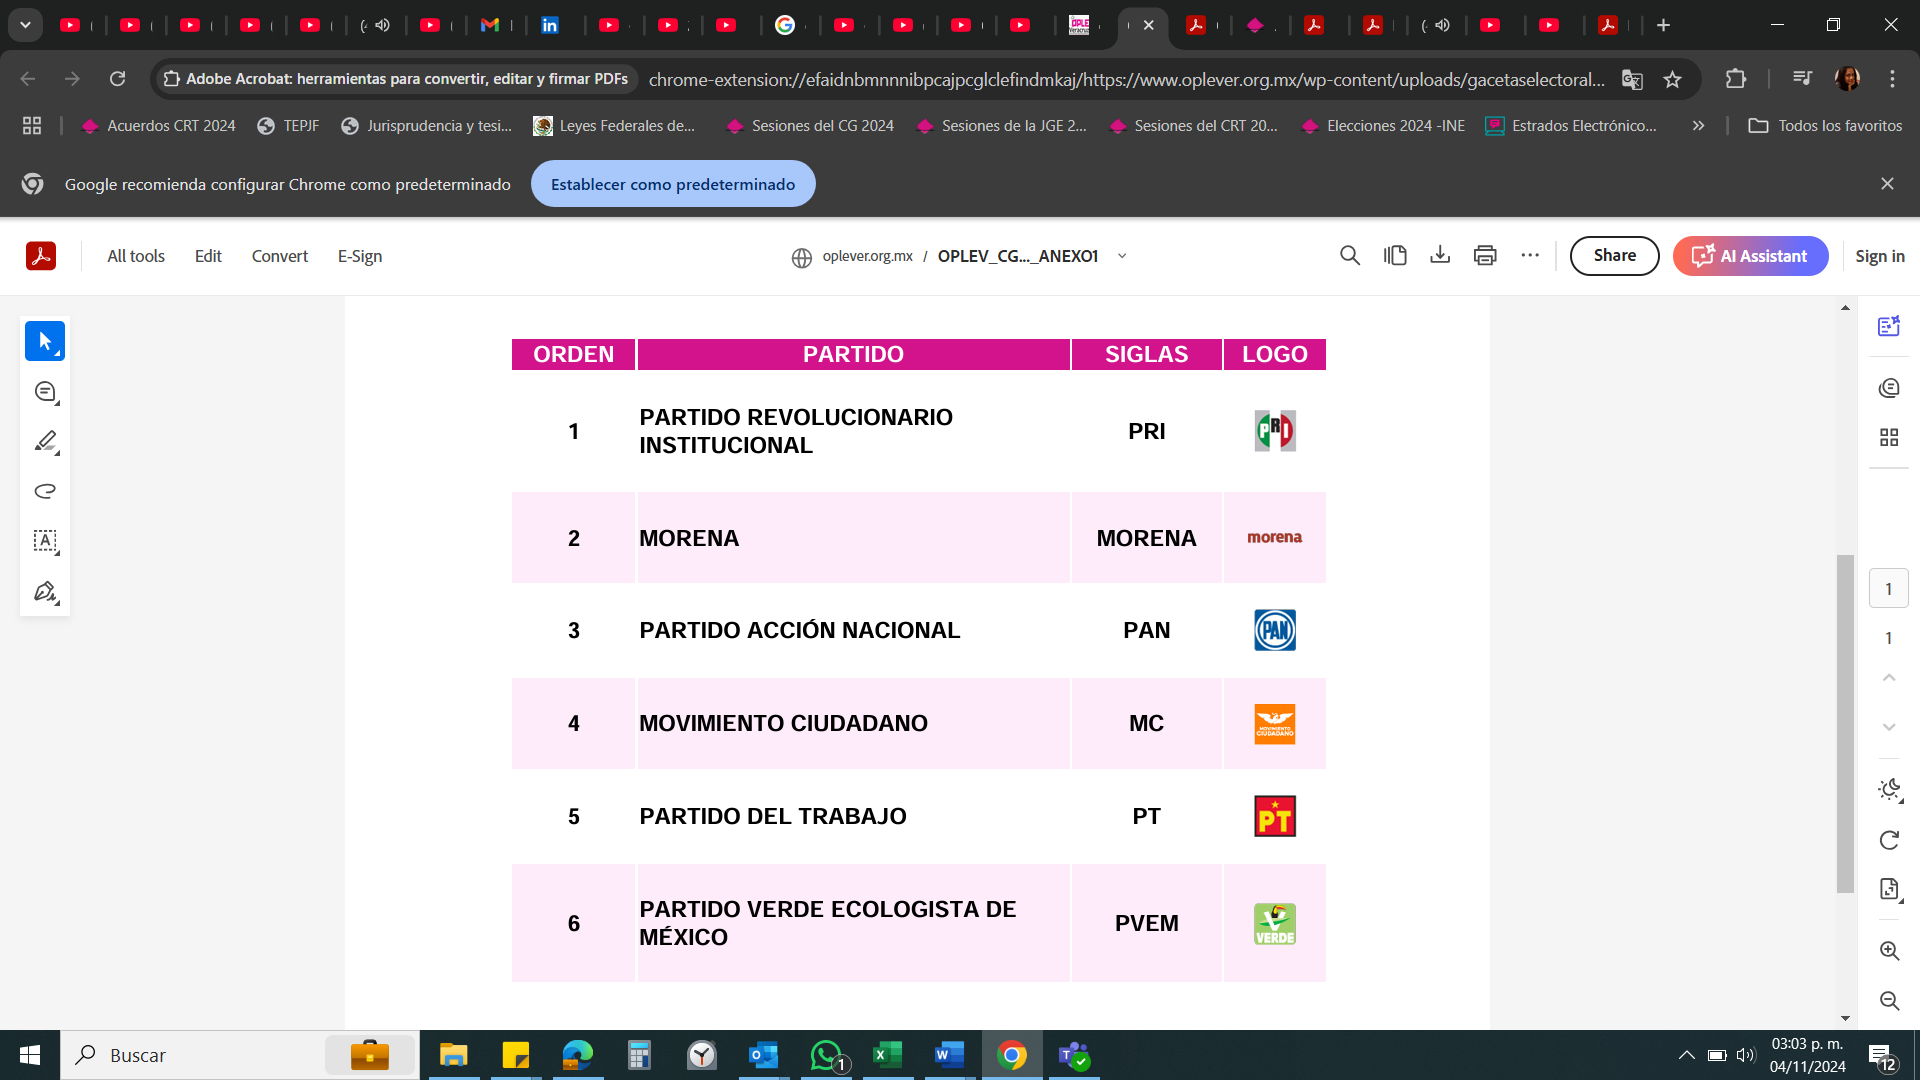 Adobe Acrobat: herramientas para convertir, editar y firmar PDFs
chrome-extension://efaidnbmnnnibpcajpcglclefindmkaj/https://www.oplever.org.mx/wp-content/uploads/gacetaselectoral...
Acuerdos CRT 2024
TEPJF
Jurisprudencia y tesi...
Leyes Federales de...
Sesiones del CG 2024
Sesiones de la JGE 2...
Sesiones del CRT 20...
Elecciones 2024 -INE
Estrados Electrónico...
Todos los favoritos
Google recomienda configurar Chrome como predeterminado
Establecer como predeterminado
All tools
Edit
Convert
E-Sign
oplever.org.mx / OPLEV_CG..._ANEXO1
Share
AI Assistant
Sign in
ORDEN PARTIDO SIGLAS LOGO
1 PARTIDO REVOLUCIONARIO
INSTITUCIONAL PRI PRI
2 MORENA MORENA morena
3 PARTIDO ACCIÓN NACIONAL PAN PAN
4 MOVIMIENTO CIUDADANO MC MOVIMIENTO
CIUDADANO
5 PARTIDO DEL TRABAJO PT PT
6 PARTIDO VERDE ECOLOGISTA DE
MÉXICO PVEM VERDE
1
1
Buscar
1
03:03 p. m.
04/11/2024
12